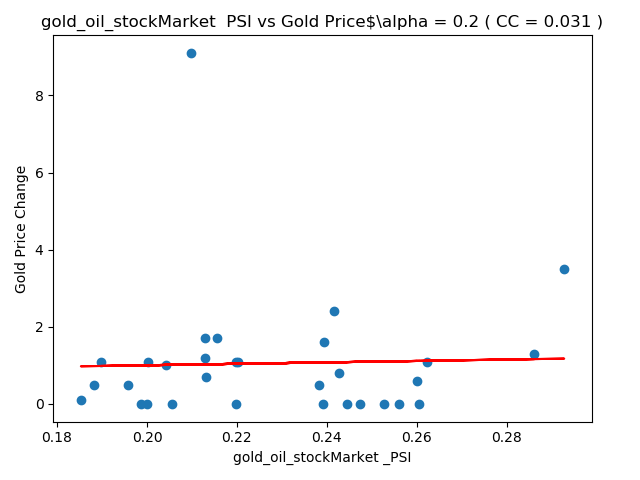 gold_oil_stockMarket  PSI vs Gold Price$\alpha = 0.2 ( CC = 0.031 )
8
6
4
2
0
Gold Price Change
0.18 0.20 0.22 0.24 0.26 0.28
gold_oil_stockMarket _PSI